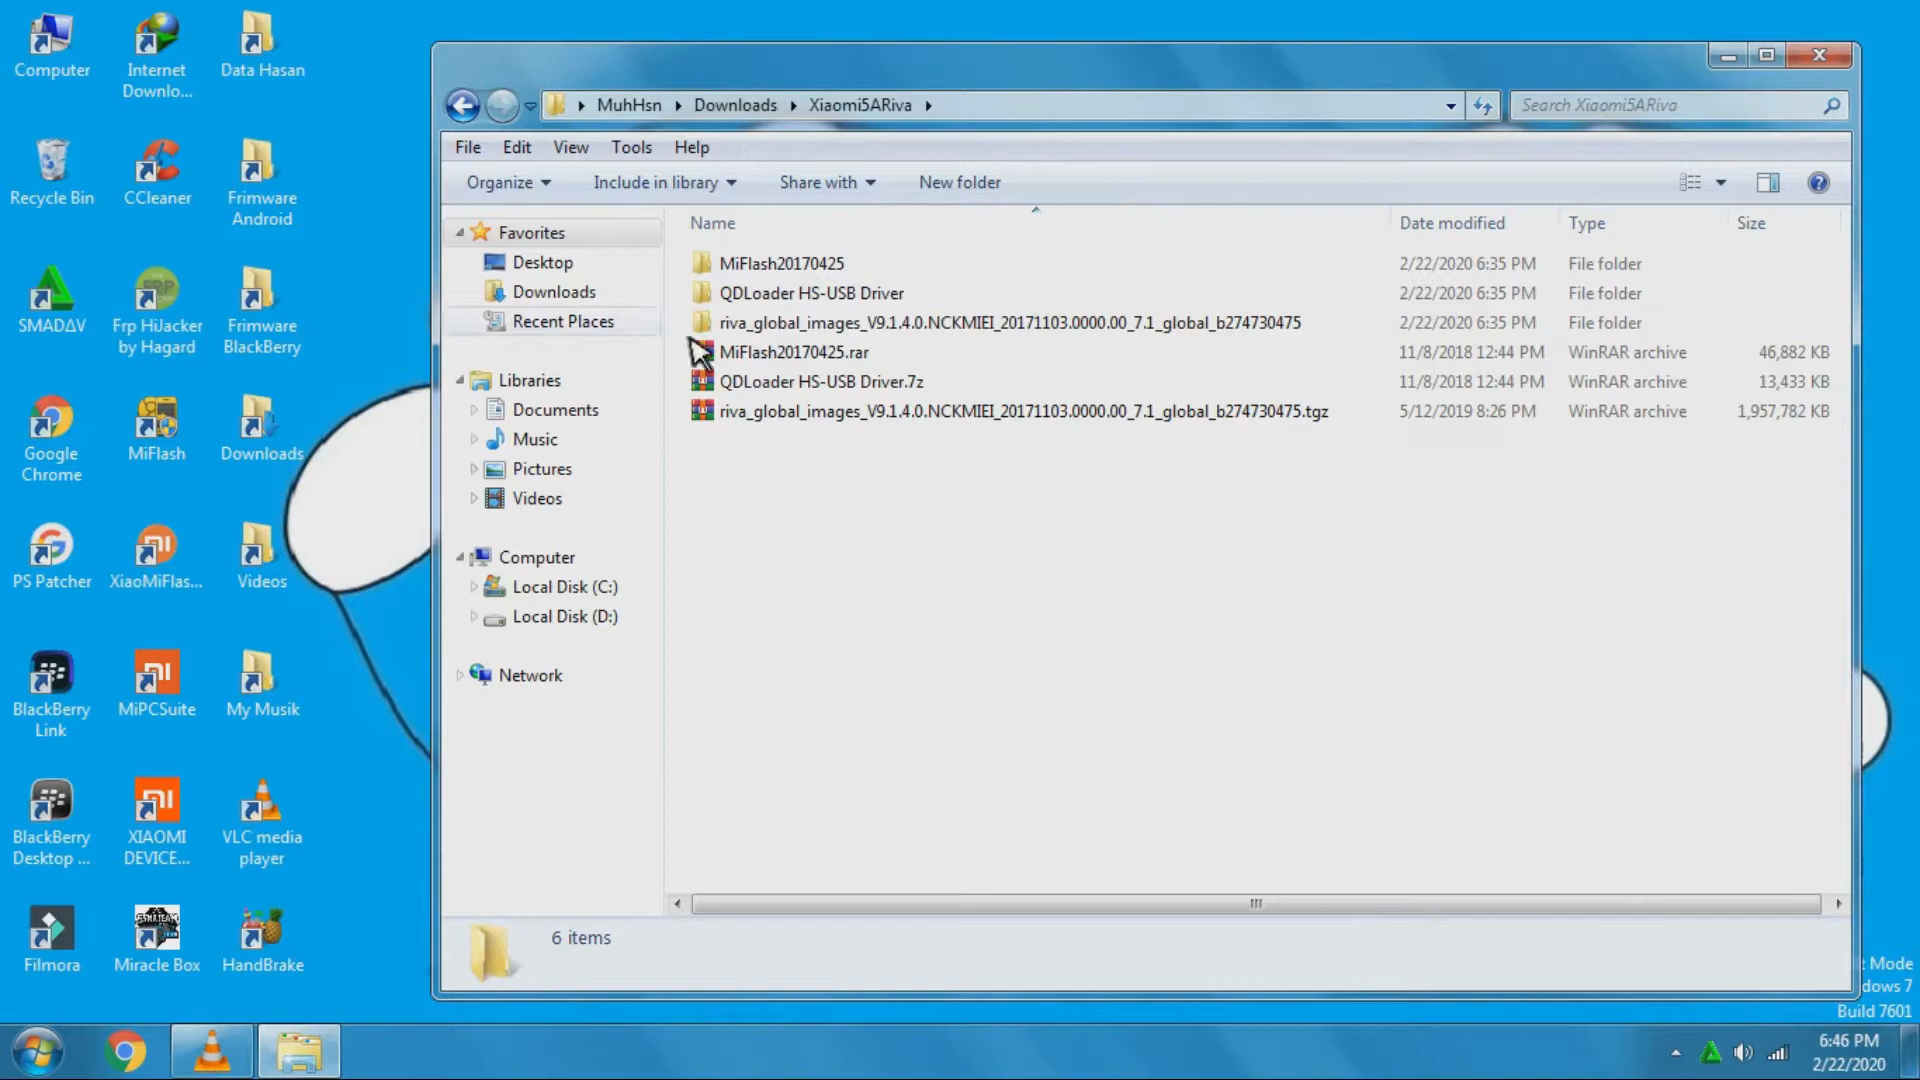 Computer
Internet
Downlo...
Data Hasan
Recycle Bin
CCleaner
Frimware
Android
SMADΔV
Frp HiJacker
by Hagard
Frimware
BlackBerry
Google
Chrome
MiFlash
Downloads
PS Patcher
XiaoMiFlas...
Videos
BlackBerry
Link
MiPCSuite
My Musik
BlackBerry
Desktop ...
XIAOMI
DEVICE...
VLC media
player
Filmora
Miracle Box
HandBrake
MuhHsn
Downloads
Xiaomi5ARiva
Search Xiaomi5ARiva
File
Edit
View
Tools
Help
Organize
Include in library
Share with
New folder
Favorites
Desktop
Downloads
Recent Places
Libraries
Documents
Music
Pictures
Videos
Computer
Local Disk (C:)
Local Disk (D:)
Network
Name Date modified Type Size
MiFlash20170425 2/22/2020 6:35 PM File folder
QDLoader HS-USB Driver 2/22/2020 6:35 PM File folder
riva_global_images_V9.1.4.0.NCKMIEI_20171103.0000.00_7.1_global_b274730475 2/22/2020 6:35 PM File folder
MiFlash20170425.rar 11/8/2018 12:44 PM WinRAR archive 46,882 KB
QDLoader HS-USB Driver.7z 11/8/2018 12:44 PM WinRAR archive 13,433 KB
riva_global_images_V9.1.4.0.NCKMIEI_20171103.0000.00_7.1_global_b274730475.tgz 5/12/2019 8:26 PM WinRAR archive 1,957,782 KB
6 items
t Mode
dows 7
Build 7601
6:46 PM
2/22/2020